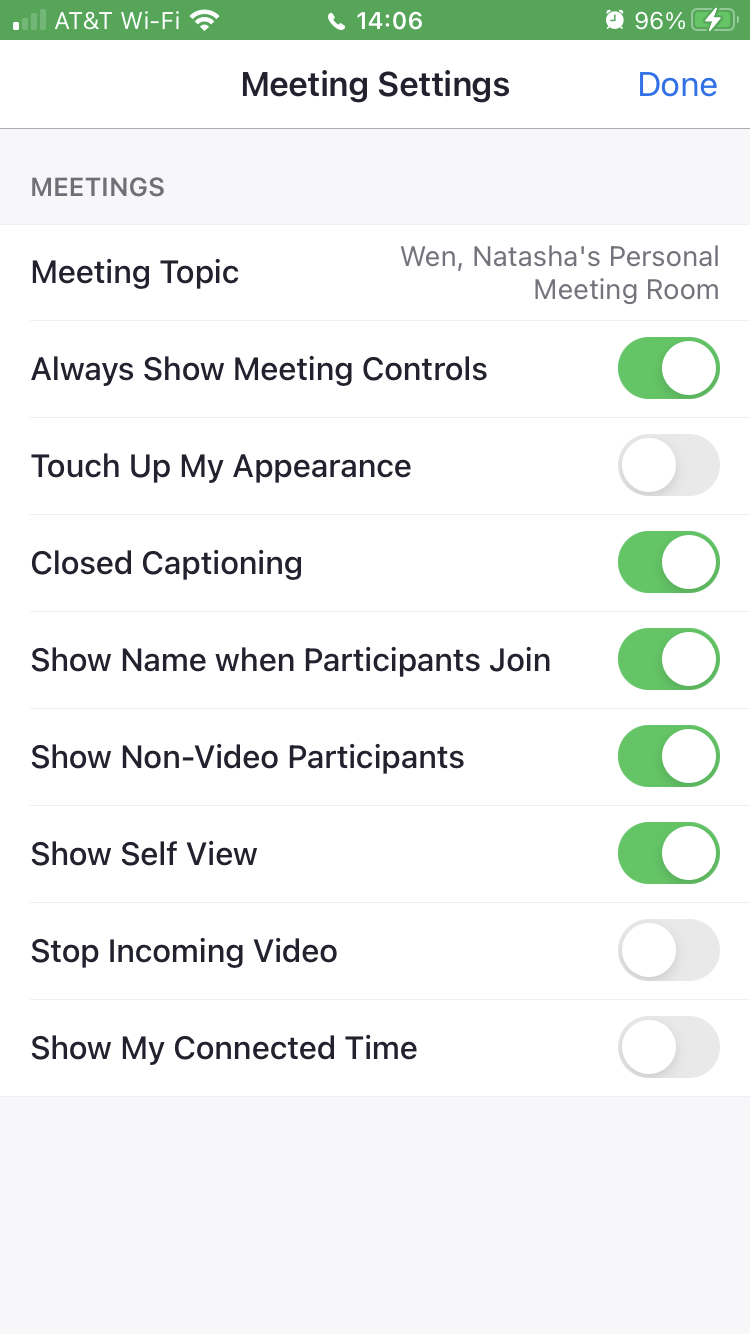 AT&T Wi-Fi 14:06 96%
Meeting Settings Done
MEETINGS
Meeting Topic Wen, Natasha's Personal
Meeting Room
Always Show Meeting Controls
Touch Up My Appearance
Closed Captioning
Show Name when Participants Join
Show Non-Video Participants
Show Self View
Stop Incoming Video
Show My Connected Time